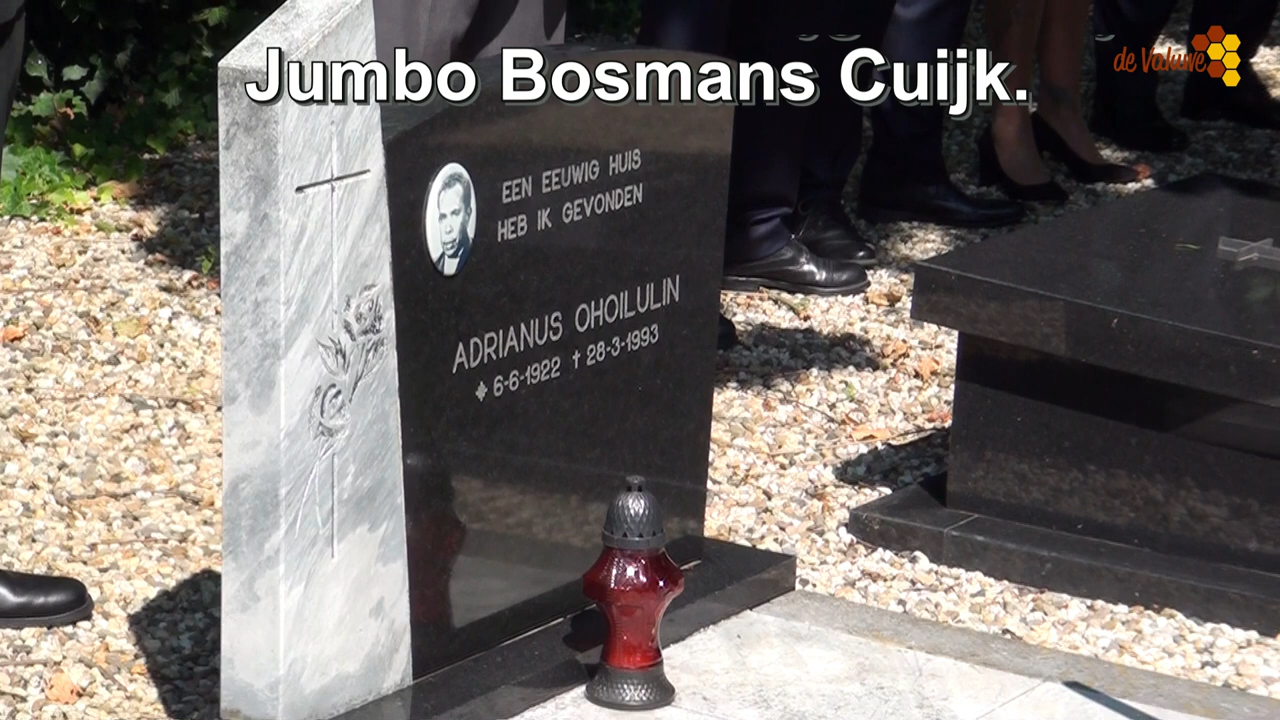 Jumbo Bosmans Cuijk.
de Valuwe
EEN EEUWIG HUIS
HEB IK GEVONDEN
ADRIANUS OHOILULIN
6-6-1922 † 28-3-1993